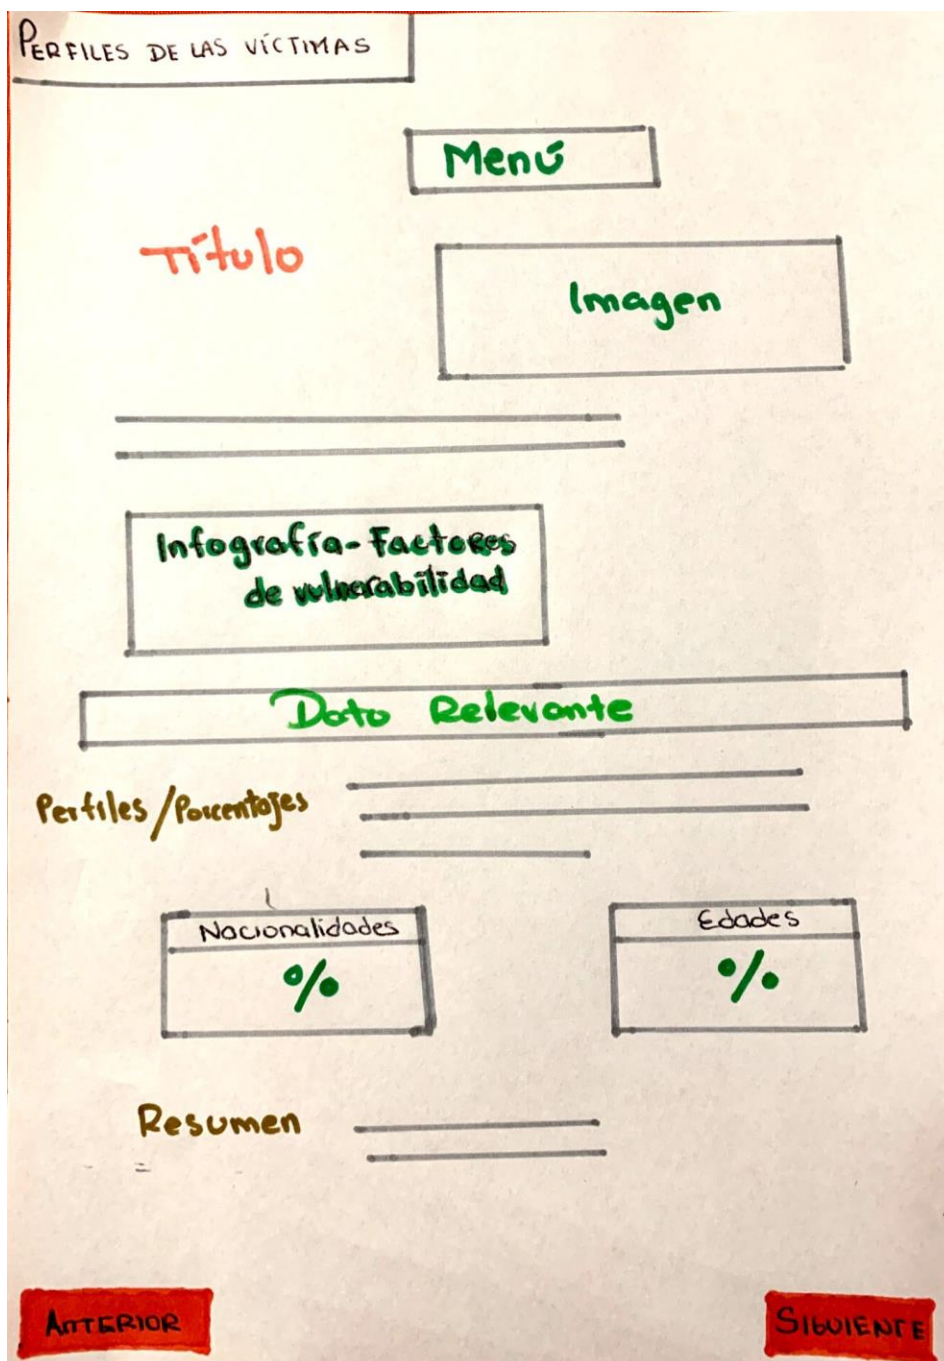 PERFILES DE LAS VÍCTIMAS
Menú
Título
Imagen
Infografía-Factores
de vulnerabilidad
Dato Relevante
Perfiles/Porcentajes
Nacionalidades
%
Edades
%
Resumen
ANTERIOR
SIGUIENTE